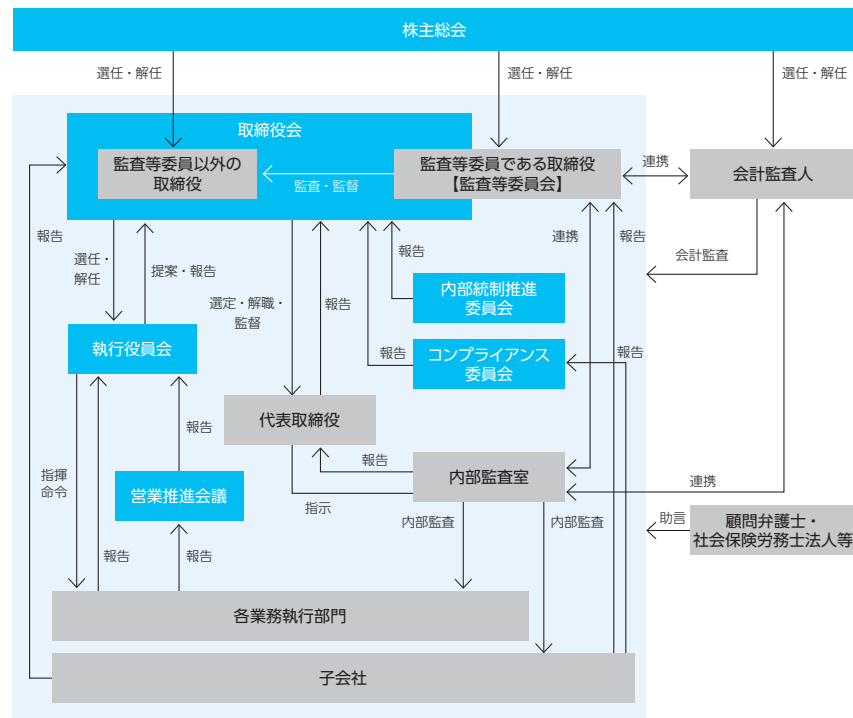 株主総会
選任・解任
選任・解任
選任・解任
取締役会
監査等委員以外の
取締役
監査・監督
監査等委員である取締役
【監査等委員会】
連携
会計監査人
報告
選任・
解任
提案・報告
選定・解職・
監督
報告
報告
連携
報告
会計監査
内部統制推進
委員会
執行役員会
報告
コンプライアンス
委員会
報告
代表取締役
報告
報告
内部監査室
指揮
命令
営業推進会議
指示
連携
内部監査
内部監査
助言
顧問弁護士・
社会保険労務士法人等
報告
報告
各業務執行部門
子会社